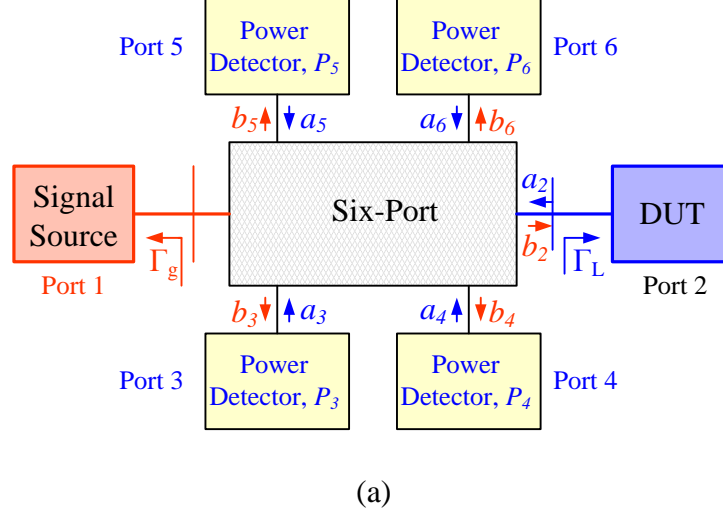 Port 5
Power
Detector, P5
Power
Detector, P6
Port 6
b5
a5
a6
b6
Signal
Source
Six-Port
a2
b2
DUT
Γg
ΓL
Port 1
Port 2
b3
a3
a4
b4
Port 3
Power
Detector, P3
Power
Detector, P4
Port 4
(a)